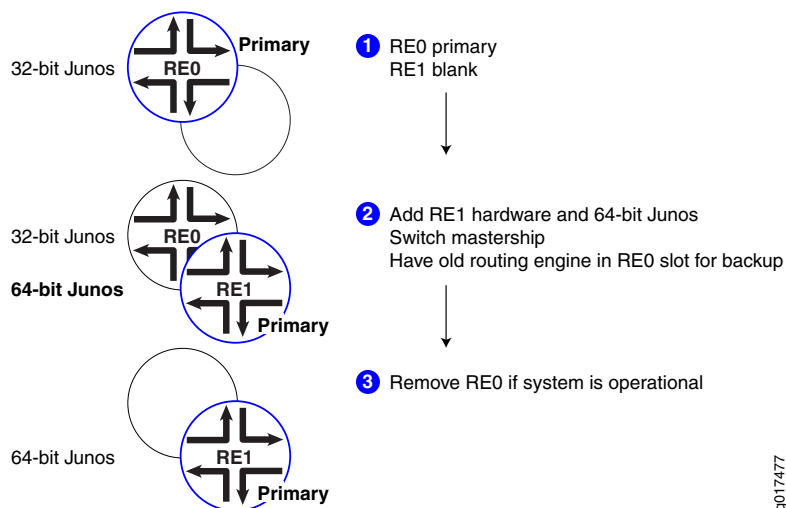 32-bit Junos
RE0
Primary
1 RE0 primary
RE1 blank
32-bit Junos
RE0
64-bit Junos
RE1
Primary
2 Add RE1 hardware and 64-bit Junos
Switch mastership
Have old routing engine in RE0 slot for backup
3 Remove RE0 if system is operational
64-bit Junos
RE1
Primary
g017477